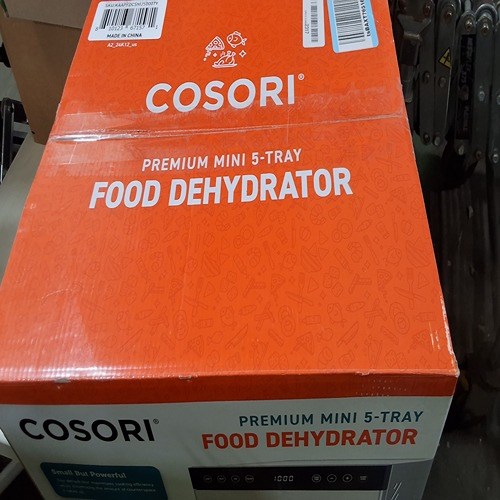 MADE IN CHINA
COSORI®
PREMIUM MINI 5-TRAY
FOOD DEHYDRATOR
COSORI®
PREMIUM MINI 5-TRAY
FOOD DEHYDRATOR
Small But Powerful